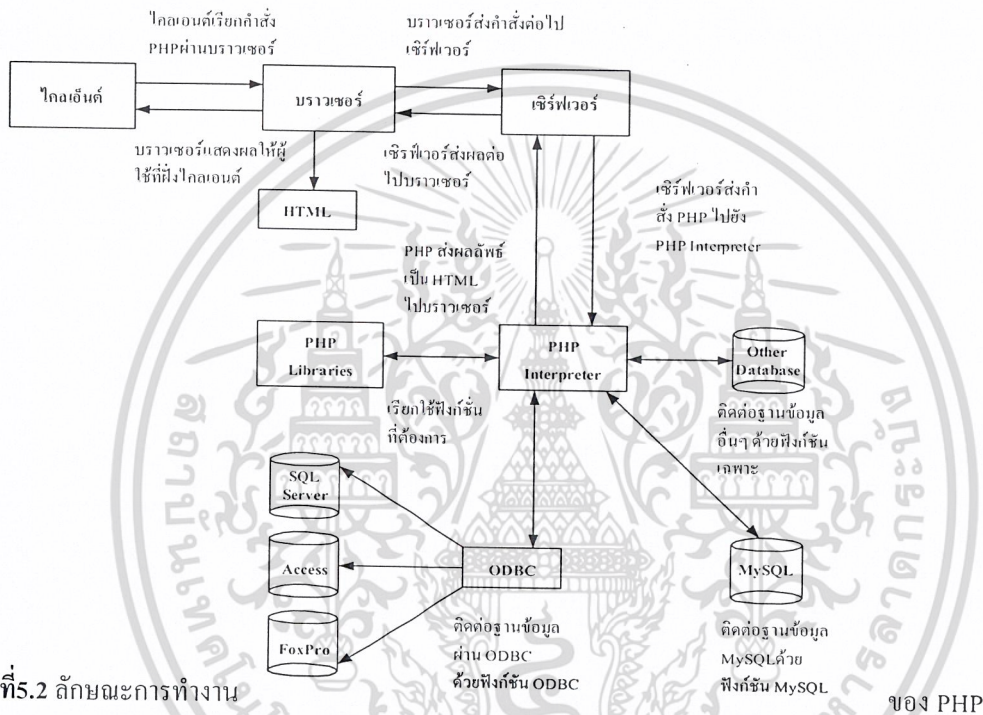 ไคลเอนต์เรียกคำสั่ง
PHPผ่านบราวเซอร์
บราวเซอร์ส่งคำสั่งต่อไป
เซิร์ฟเวอร์
ไคลเอ็นต์
บราวเซอร์
เซิร์ฟเวอร์
บราวเซอร์แสดงผลให้ผู้
ใช้ที่ฝั่งไคลเอนต์
เซิรฟ์เวอร์ส่งผลต่อ
ไปบราวเซอร์
HTML
เซิร์ฟเวอร์ส่งคำ
สั่ง PHP ไปยัง
PHP Interpreter
PHP ส่งผลลัพธ์
เป็น HTML
ไปบราวเซอร์
PHP
Libraries
PHP
Interpreter
Other
Database
เรียกใช้ฟังก์ชั่น
ที่ต้องการ
ติดต่อฐานข้อมูล
อื่นๆ ด้วยฟังก์ชัน
เฉพาะ
SQL
Server
Access
FoxPro
ODBC
MySQL
ติดต่อฐานข้อมูล
ผ่าน ODBC
ด้วยฟังก์ชัน ODBC
ติดต่อฐานข้อมูล
MySQLด้วย
ฟังก์ชัน MySQL
ที่5.2 ลักษณะการทำงาน
ของ PHP